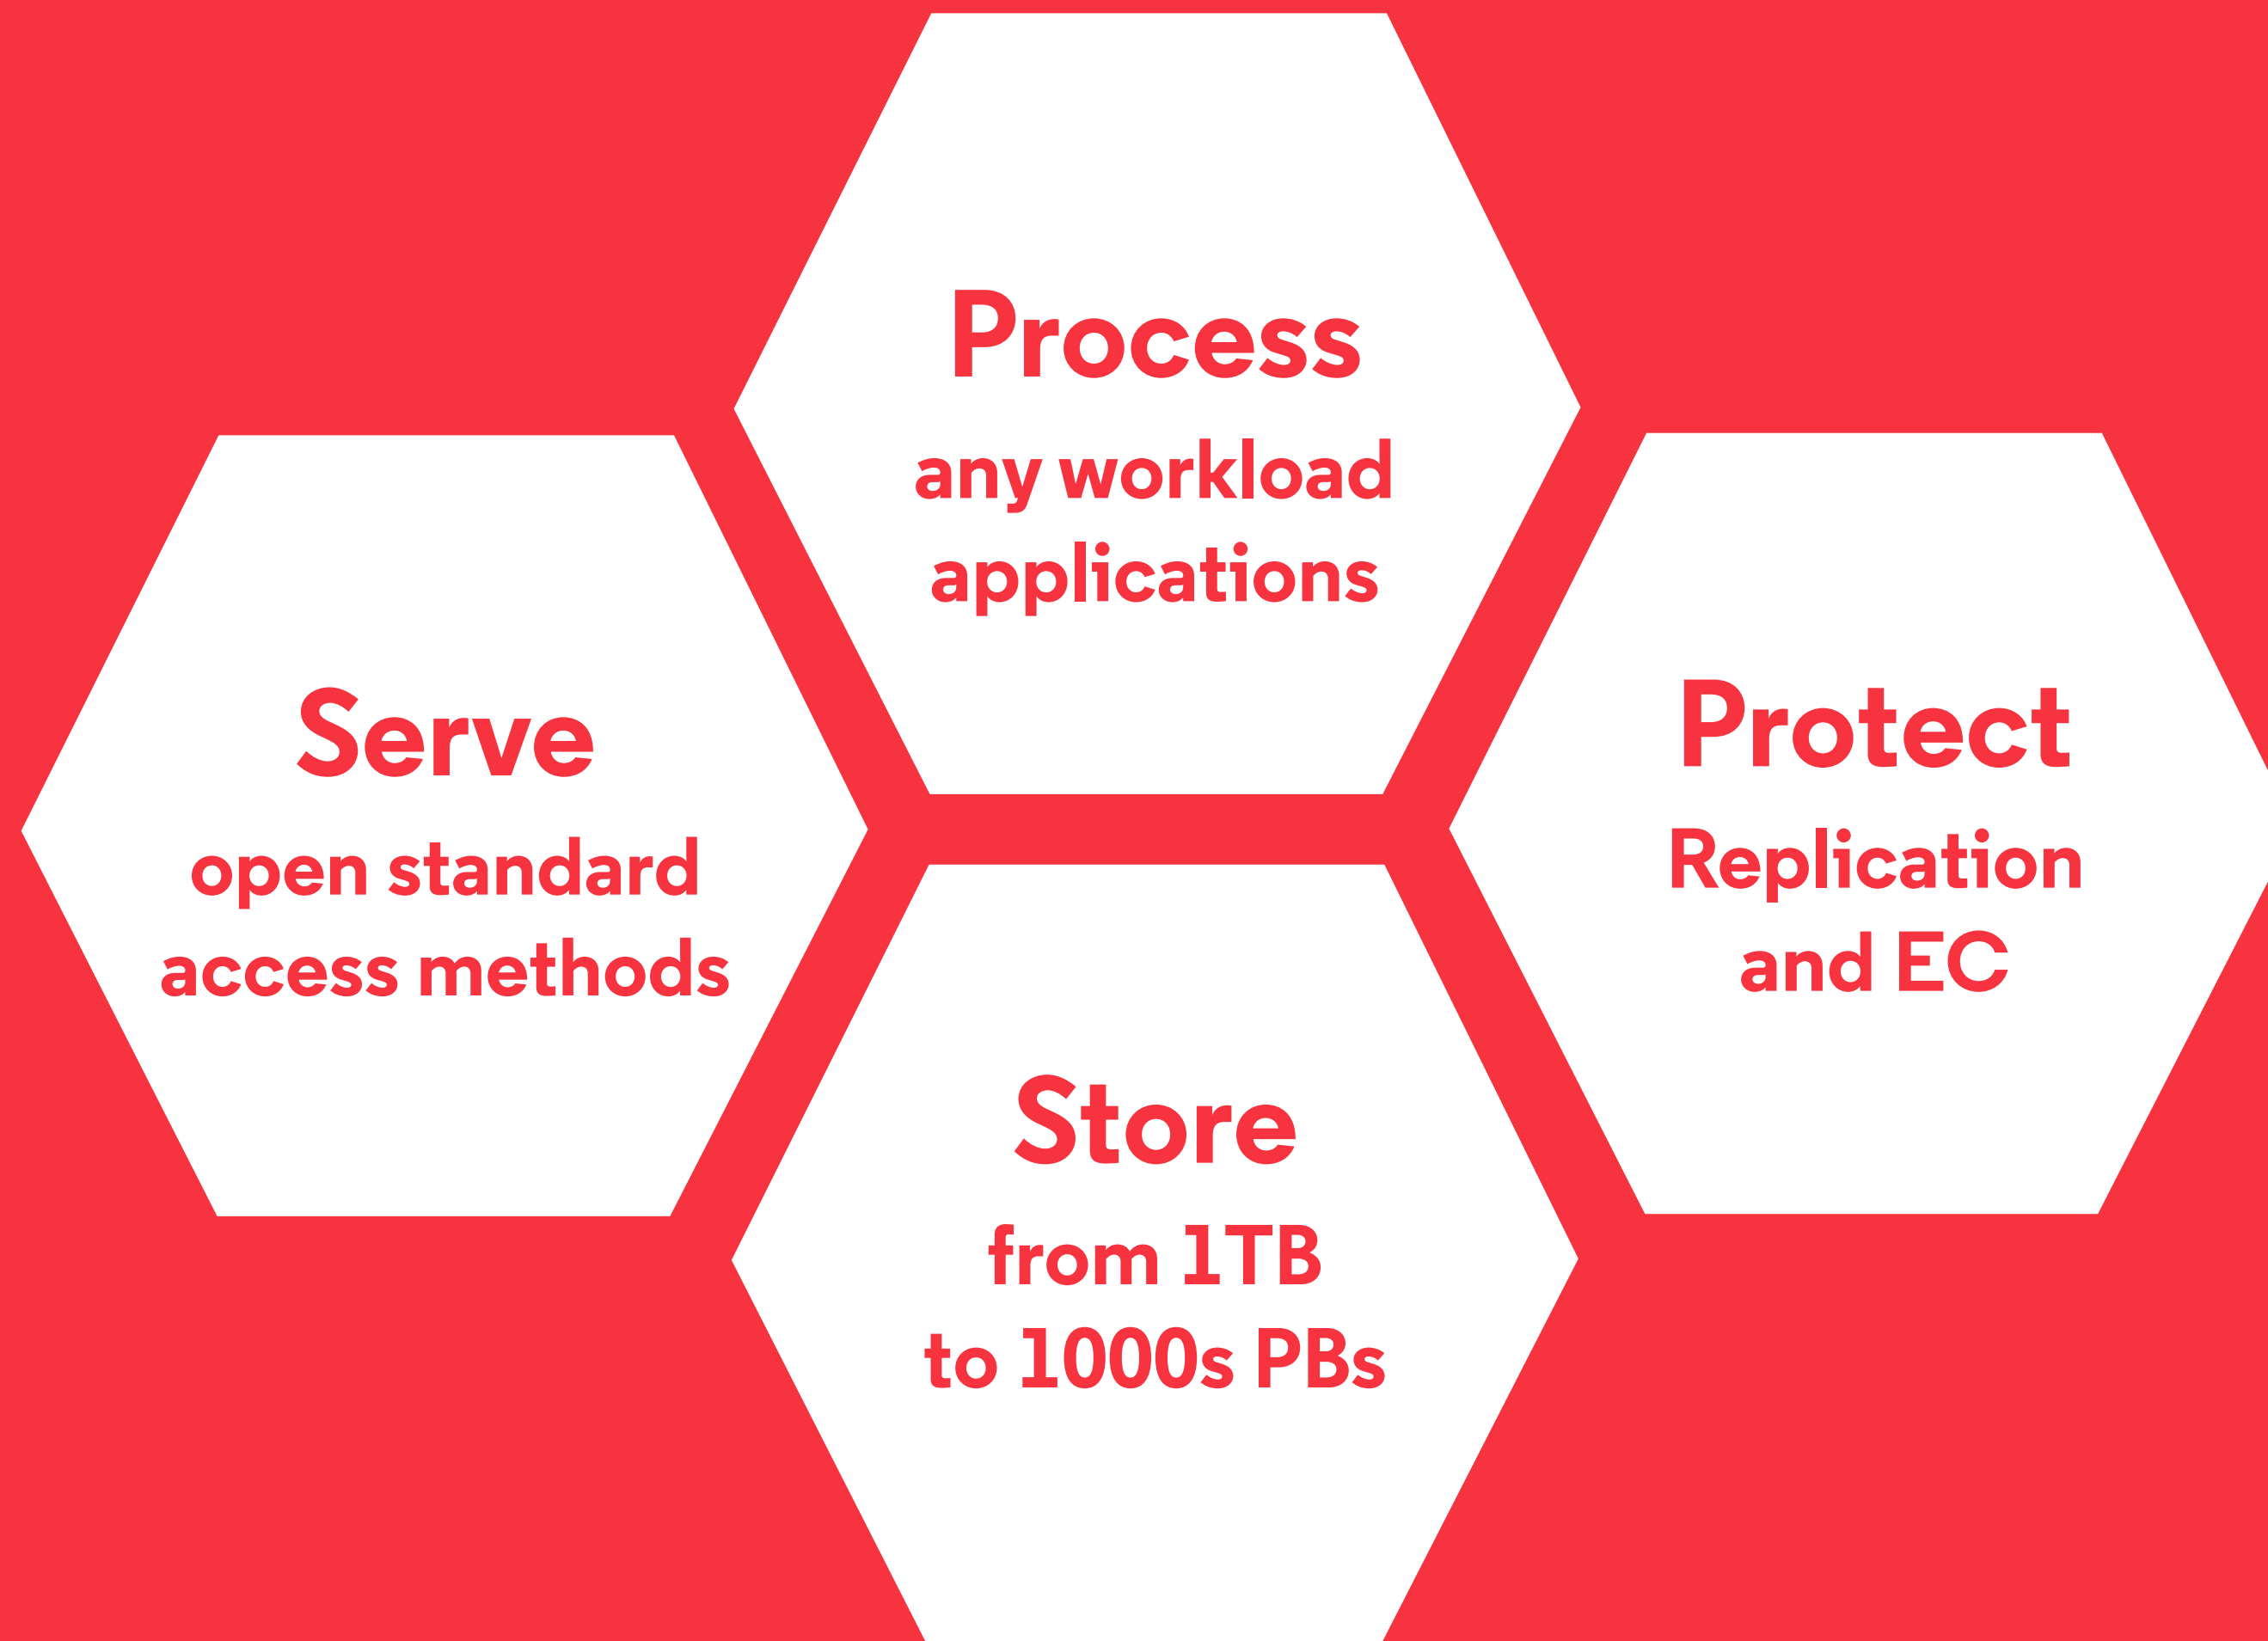 Process
any workload
applications
Serve
open standard
access methods
Protect
Replication
and EC
Store
from 1TB
to 1000s PBs